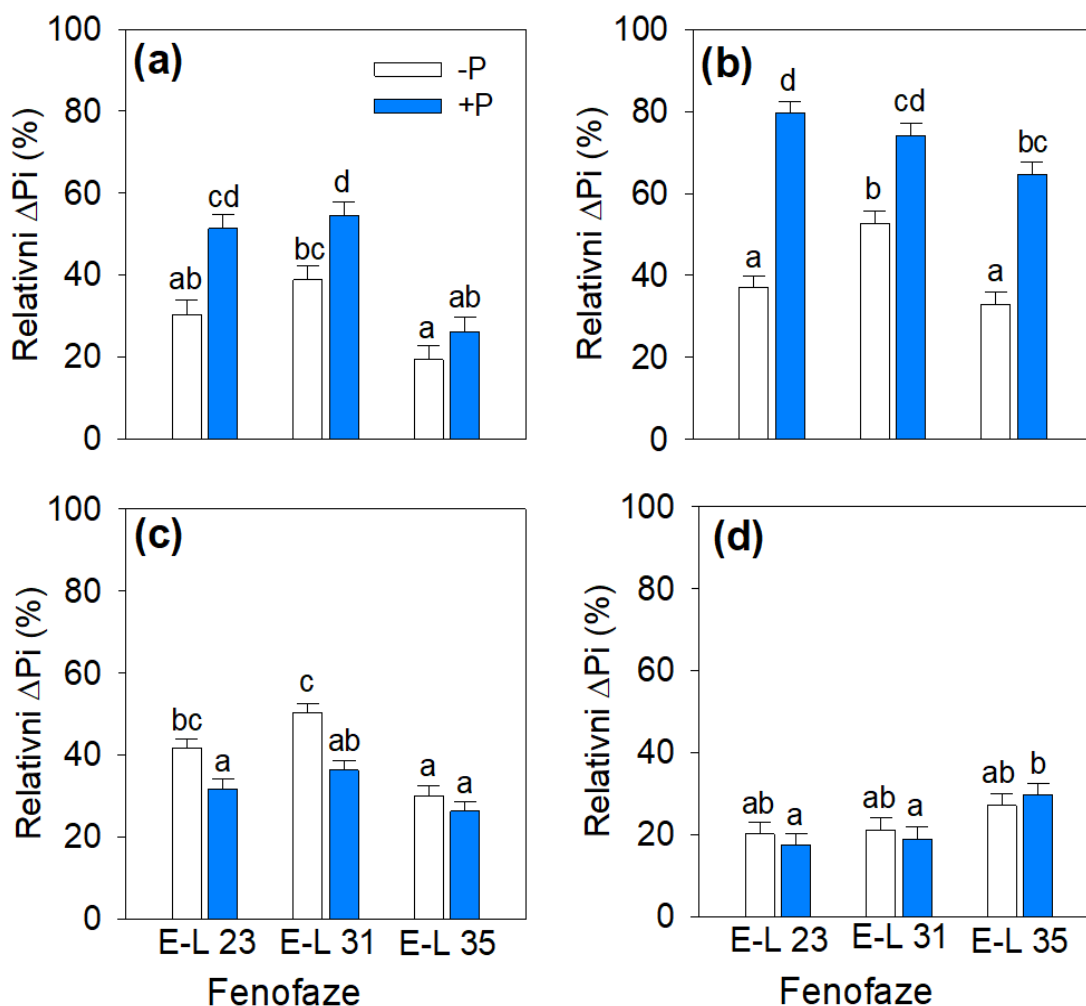 (a)
-P
+P
Relativni ΔPi (%)
100
80
60
40
20
0
ab
cd
bc
d
a
ab
(b)
Relativni ΔPi (%)
100
80
60
40
20
0
a
d
b
cd
a
bc
(c)
Relativni ΔPi (%)
100
80
60
40
20
0
bc
a
c
ab
a
a
E-L 23 E-L 31 E-L 35
Fenofaze
(d)
Relativni ΔPi (%)
100
80
60
40
20
0
ab
a
ab
a
ab
b
E-L 23 E-L 31 E-L 35
Fenofaze